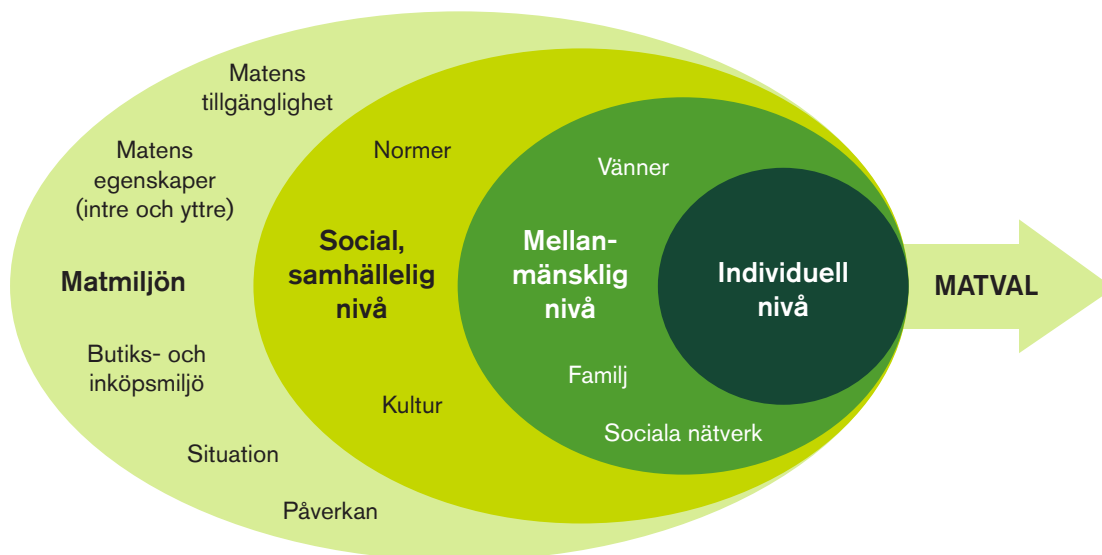 Matens
tillgänglighet
Matens
egenskaper
(intre och yttre)
Matmiljön
Butiks- och
inköpsmiljö
Situation
Påverkan
Normer
Social,
samhällelig
nivå
Kultur
Vänner
Mellan-
mänsklig
nivå
Familj
Sociala nätverk
Individuell
nivå
MATVAL